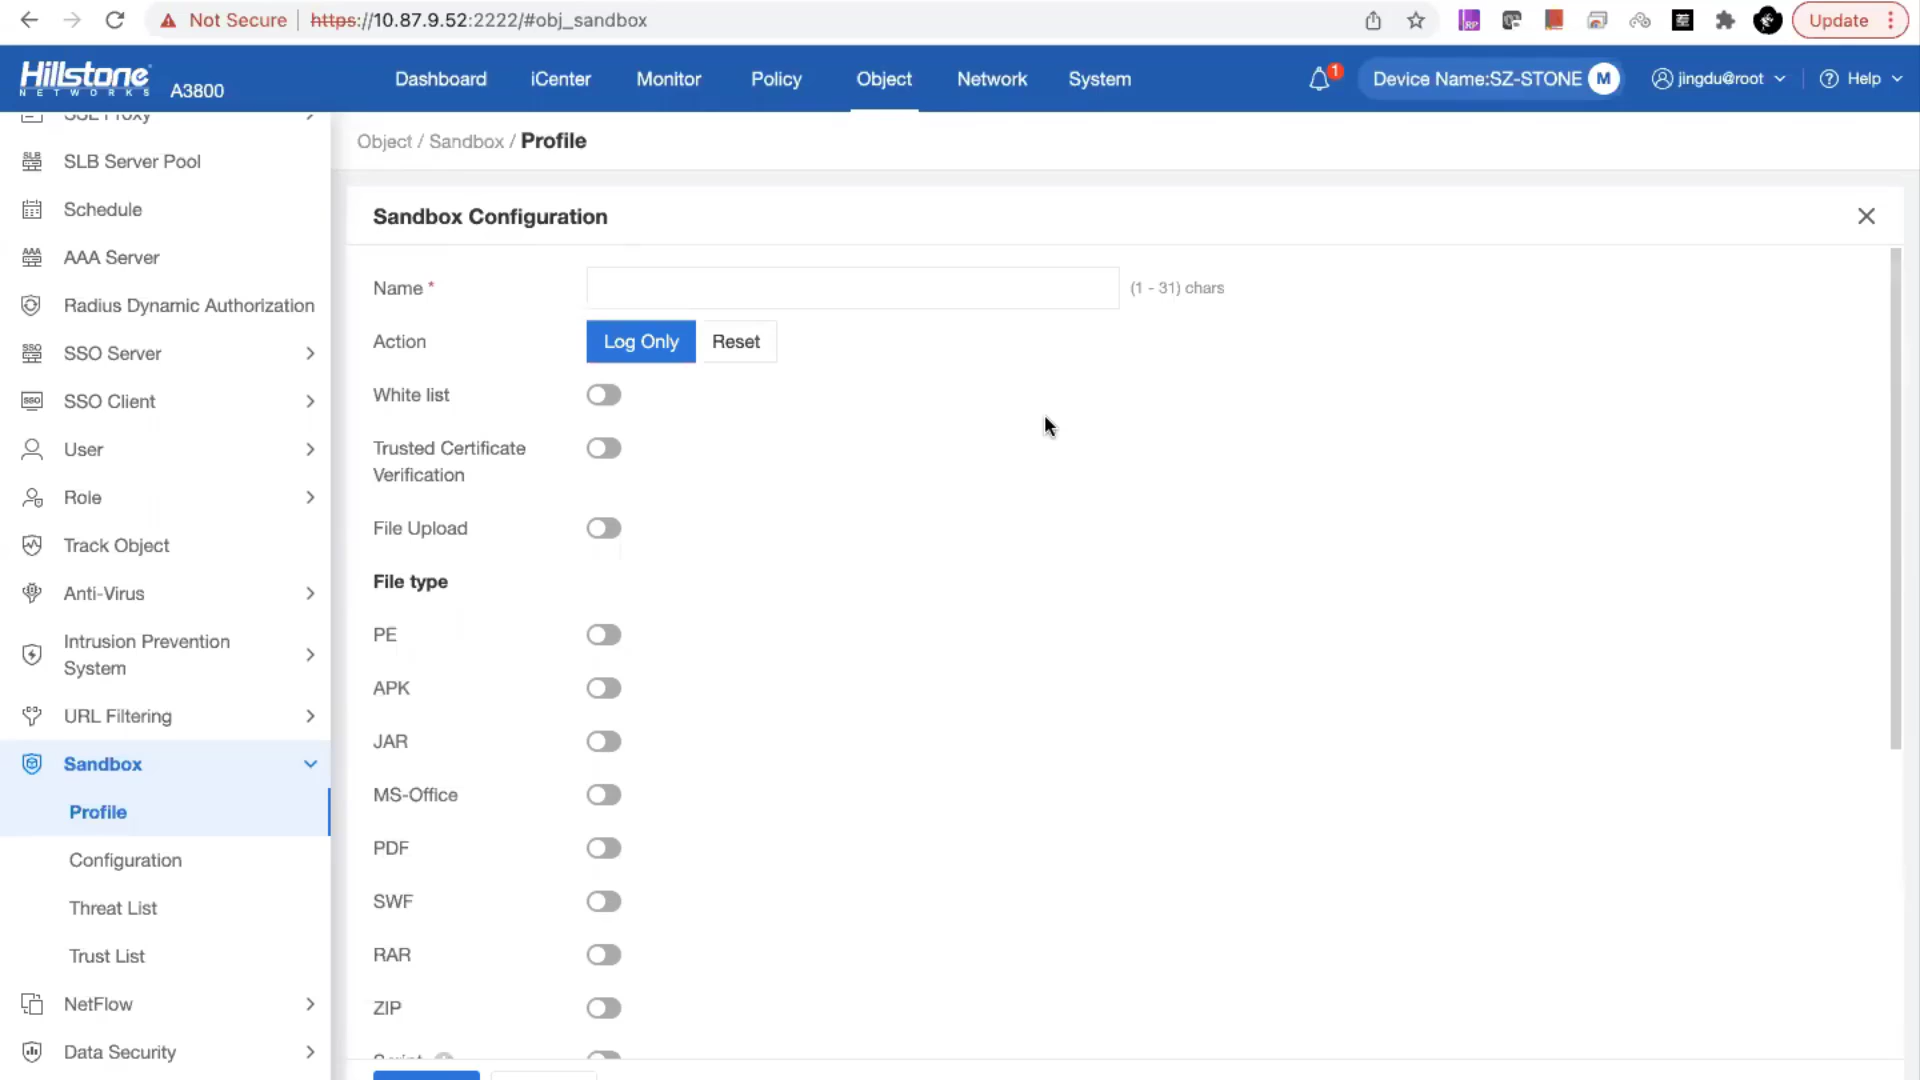 Not Secure | https://10.87.9.52:2222/#obj_sandbox
Update
Hillstone
NETWORKS
A3800
Dashboard
iCenter
Monitor
Policy
Object
Network
System
1
Device Name:SZ-STONE
M
jingdu@root
Help
SSL Proxy
SLB Server Pool
Schedule
AAA Server
Radius Dynamic Authorization
SSO Server
SSO Client
User
Role
Track Object
Anti-Virus
Intrusion Prevention
System
URL Filtering
Sandbox
Profile
Configuration
Threat List
Trust List
NetFlow
Data Security
Object / Sandbox / Profile
Sandbox Configuration
Name *
(1 - 31) chars
Action
Log Only
Reset
White list
Trusted Certificate
Verification
File Upload
File type
PE
APK
JAR
MS-Office
PDF
SWF
RAR
ZIP
Script